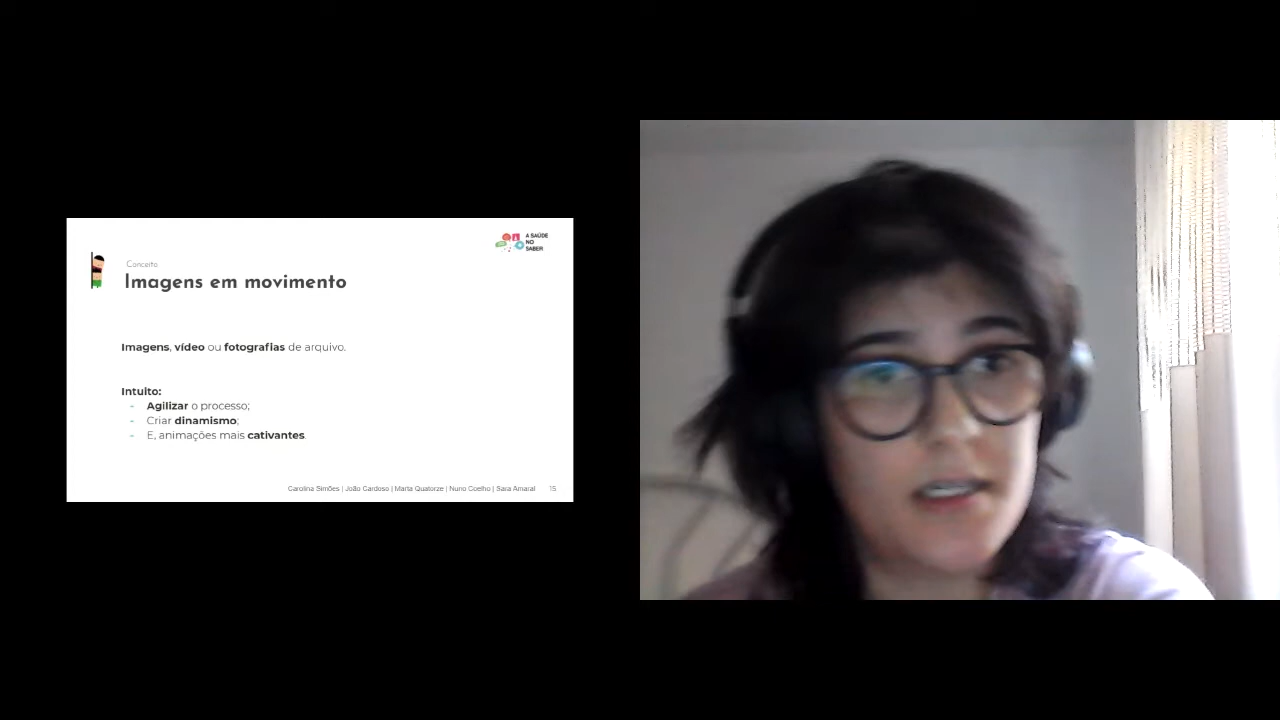 A SAÚDE
NO
SABER
Conceito
Imagens em movimento
Imagens, vídeo ou fotografias de arquivo.
Intuito:
- Agilizar o processo;
- Criar dinamismo;
- E, animações mais cativantes.
Carolina Simões | João Cardoso | Marta Quatorze | Nuno Coelho | Sara Amaral 15